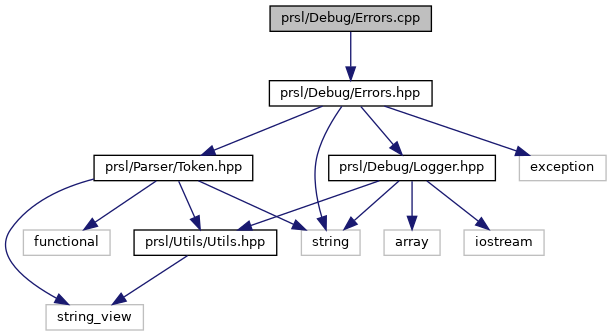 prsl/Debug/Errors.cpp
prsl/Debug/Errors.hpp
prsl/Parser/Token.hpp
prsl/Debug/Logger.hpp
exception
functional
prsl/Utils/Utils.hpp
string
array
iostream
string_view